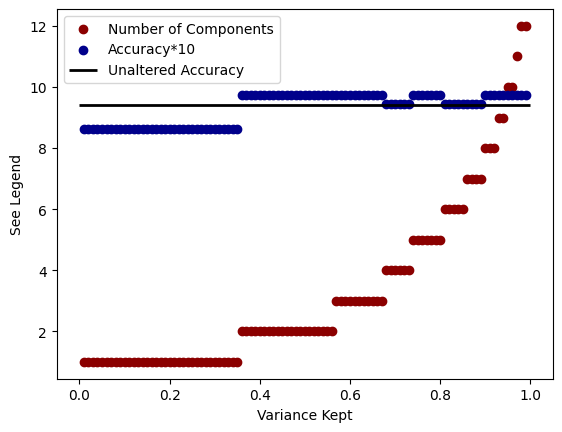 Number of Components
Accuracy*10
Unaltered Accuracy
See Legend
12
10
8
6
4
2
0.0 0.2 0.4 0.6 0.8 1.0
Variance Kept